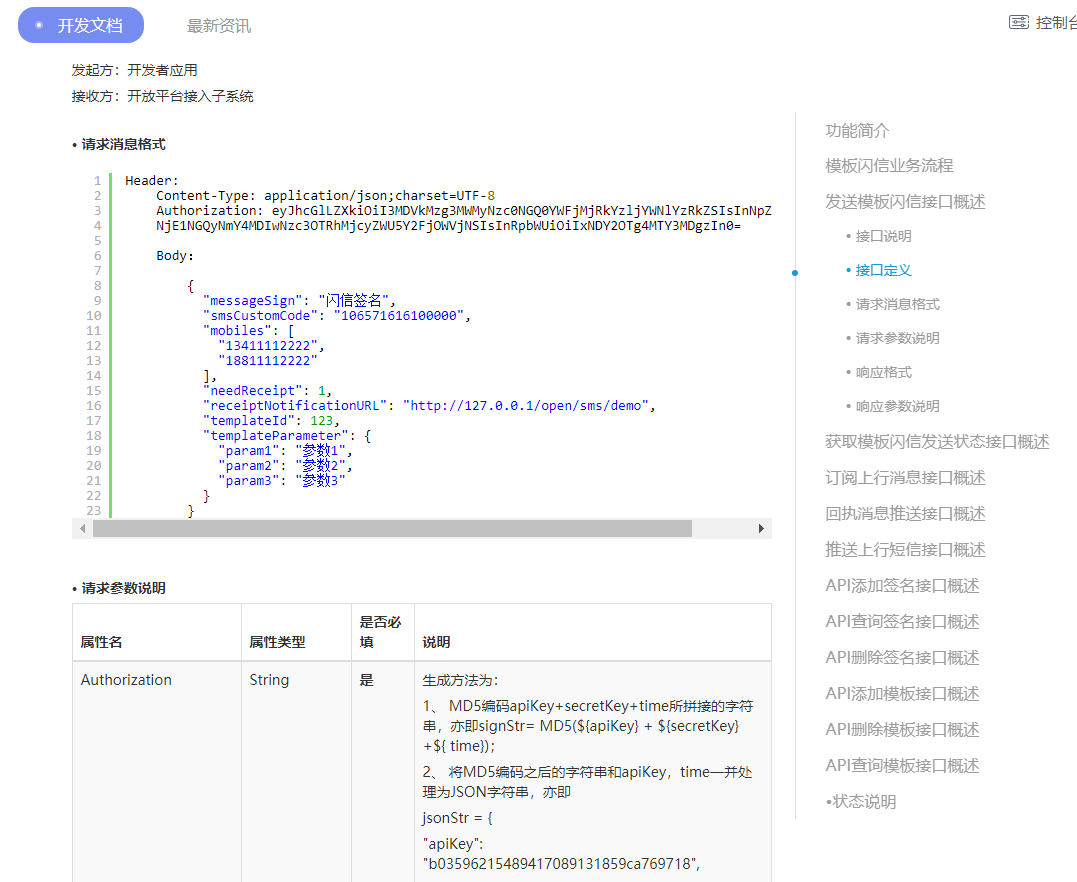 开发文档
最新资讯
控制台
发起方：开发者应用
接收方：开放平台接入子系统
• 请求消息格式
1 Header:
2 Content-Type: application/json;charset=UTF-8
3 Authorization: eyJhcGlLZXkiOiI3MDVkMzg3MWMyNzc0NGQ0YWFjMjRkYzljYWNlYzRkZSIsInNpZ
4 NjE1NGQyNmY4MDIwNzc3OTRhMjcyZWU5Y2FjOWVjNSIsInRpbWUiOiIxNDY2OTg4MTY3MDgzIn0=
5
6 Body:
7
8 {
9 "messageSign": "闪信签名",
10 "smsCustomCode": "106571616100000",
11 "mobiles": [
12 "13411112222",
13 "18811112222"
14 ],
15 "needReceipt": 1,
16 "receiptNotificationURL": "http://127.0.0.1/open/sms/demo",
17 "templateId": 123,
18 "templateParameter": {
19 "param1": "参数1",
20 "param2": "参数2",
21 "param3": "参数3"
22 }
23 }
• 请求参数说明
属性名 属性类型 是否必
填 说明
Authorization String 是 生成方法为：
1、 MD5编码apiKey+secretKey+time所拼接的字符
串，亦即signStr= MD5(${apiKey} + ${secretKey}
+${ time});
2、 将MD5编码之后的字符串和apiKey，time—并处
理为JSON字符串，亦即
jsonStr = {
"apiKey":
"b03596215489417089131859ca769718",
功能简介
模板闪信业务流程
发送模板闪信接口概述
• 接口说明
• 接口定义
• 请求消息格式
• 请求参数说明
• 响应格式
• 响应参数说明
获取模板闪信发送状态接口概述
订阅上行消息接口概述
回执消息推送接口概述
推送上行短信接口概述
API添加签名接口概述
API查询签名接口概述
API删除签名接口概述
API添加模板接口概述
API删除模板接口概述
API查询模板接口概述
•状态说明